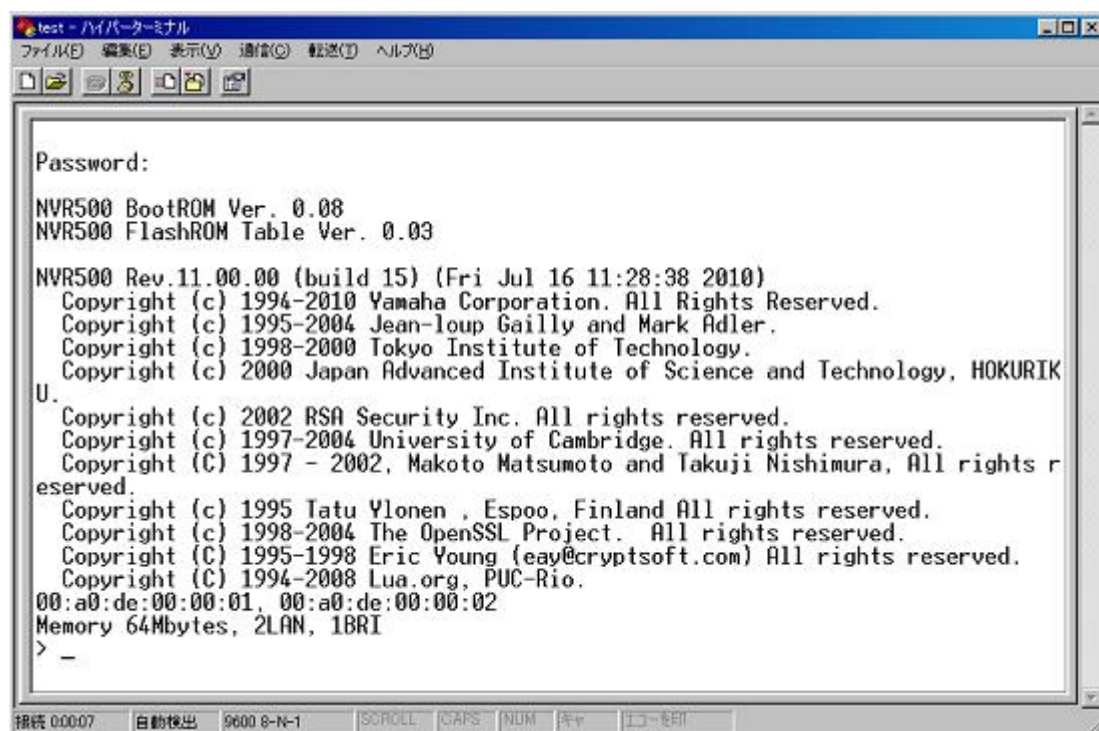 test - ハイパーターミナル
ファイル(F) 編集(E) 表示(V) 通信(C) 転送(T) ヘルプ(H)
Password:
NVR500 BootROM Ver. 0.08
NVR500 FlashROM Table Ver. 0.03
NVR500 Rev.11.00.00 (build 15) (Fri Jul 16 11:28:38 2010)
Copyright (c) 1994-2010 Yamaha Corporation. All Rights Reserved.
Copyright (c) 1995-2004 Jean-loup Gailly and Mark Adler.
Copyright (c) 1998-2000 Tokyo Institute of Technology.
Copyright (c) 2000 Japan Advanced Institute of Science and Technology, HOKURIK
U.
Copyright (c) 2002 RSA Security Inc. All rights reserved.
Copyright (c) 1997-2004 University of Cambridge. All rights reserved.
Copyright (C) 1997 - 2002, Makoto Matsumoto and Takuji Nishimura, All rights r
eserved.
Copyright (c) 1995 Tatu Ylonen , Espoo, Finland All rights reserved.
Copyright (c) 1998-2004 The OpenSSL Project.  All rights reserved.
Copyright (C) 1995-1998 Eric Young (eay@cryptsoft.com) All rights reserved.
Copyright (C) 1994-2008 Lua.org, PUC-Rio.
00:a0:de:00:00:01, 00:a0:de:00:00:02
Memory 64Mbytes, 2LAN, 1BRI
> _
接続 0:00:07 自動検出 9600 8-N-1 SCROLL CAPS NUM キャ エコーを印